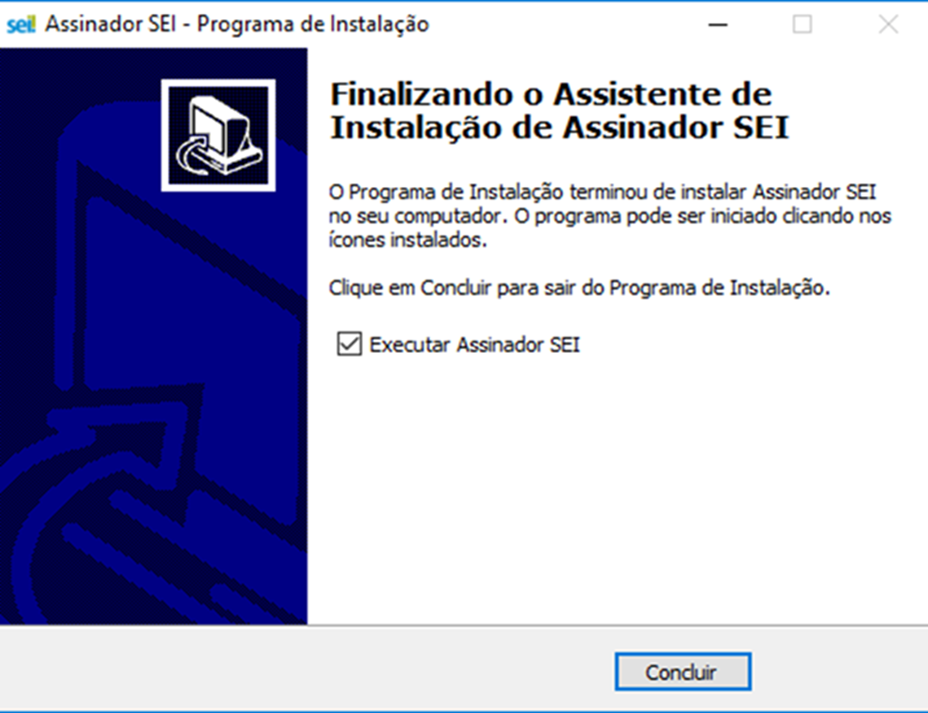 sei! Assinador SEI - Programa de Instalação
Finalizando o Assistente de
Instalação de Assinador SEI
O Programa de Instalação terminou de instalar Assinador SEI
no seu computador. O programa pode ser iniciado clicando nos
ícones instalados.
Clique em Concluir para sair do Programa de Instalação.
Executar Assinador SEI
Concluir